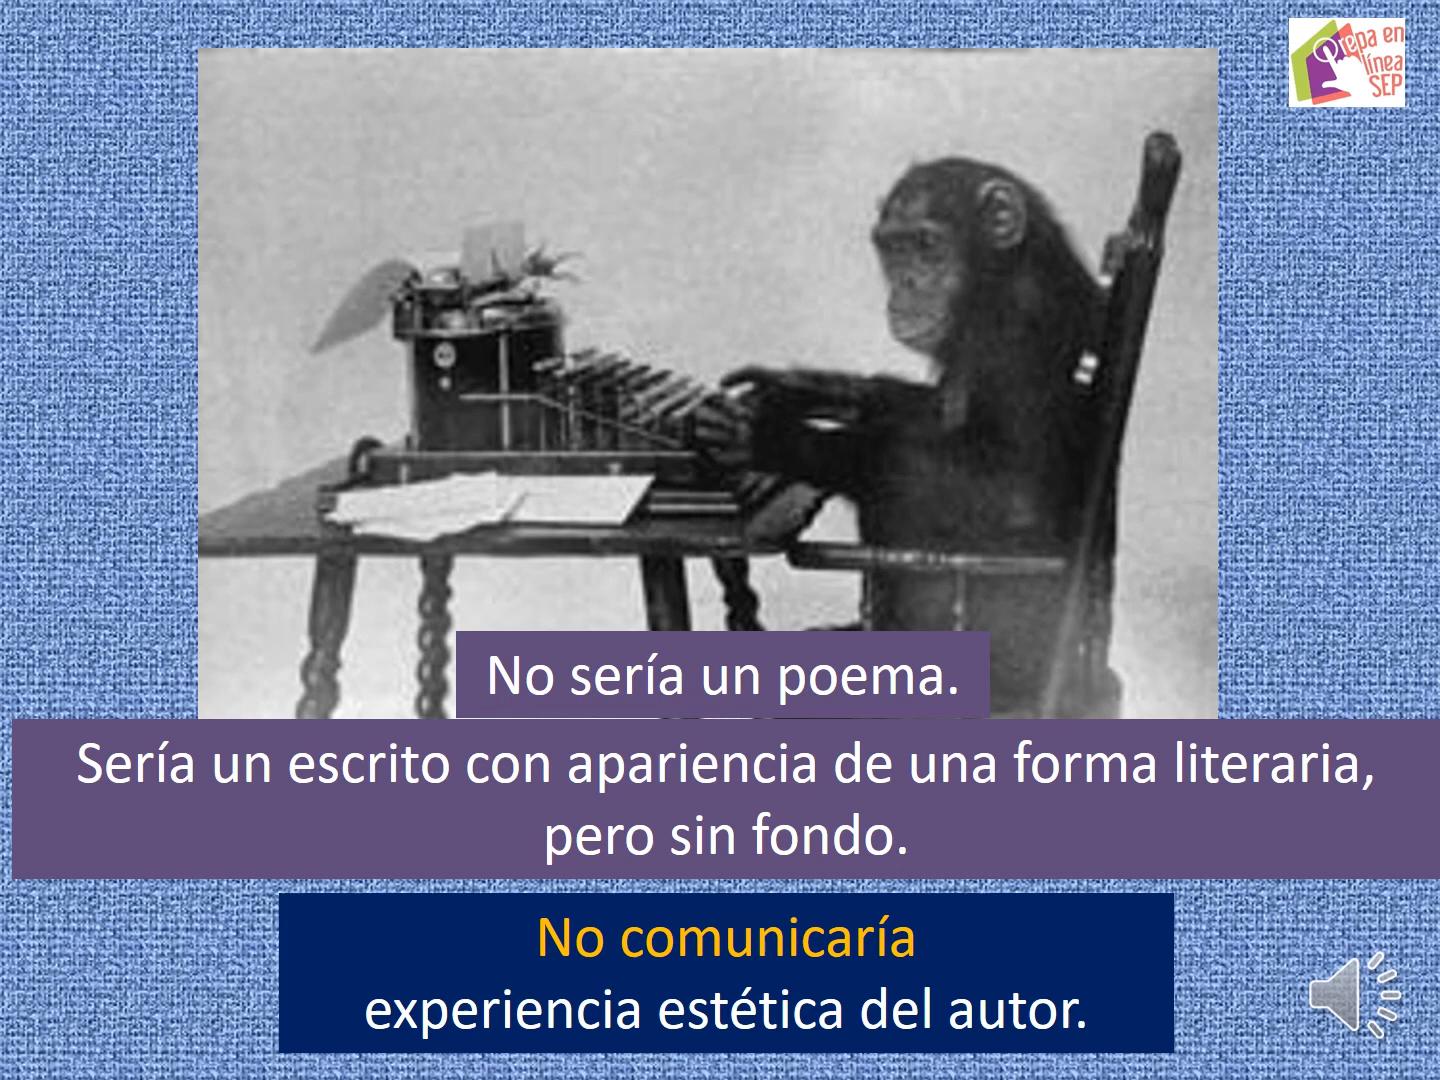 Prepa en
línea
SEP
No sería un poema.
Sería un escrito con apariencia de una forma literaria,
pero sin fondo.
No comunicaría
experiencia estética del autor.